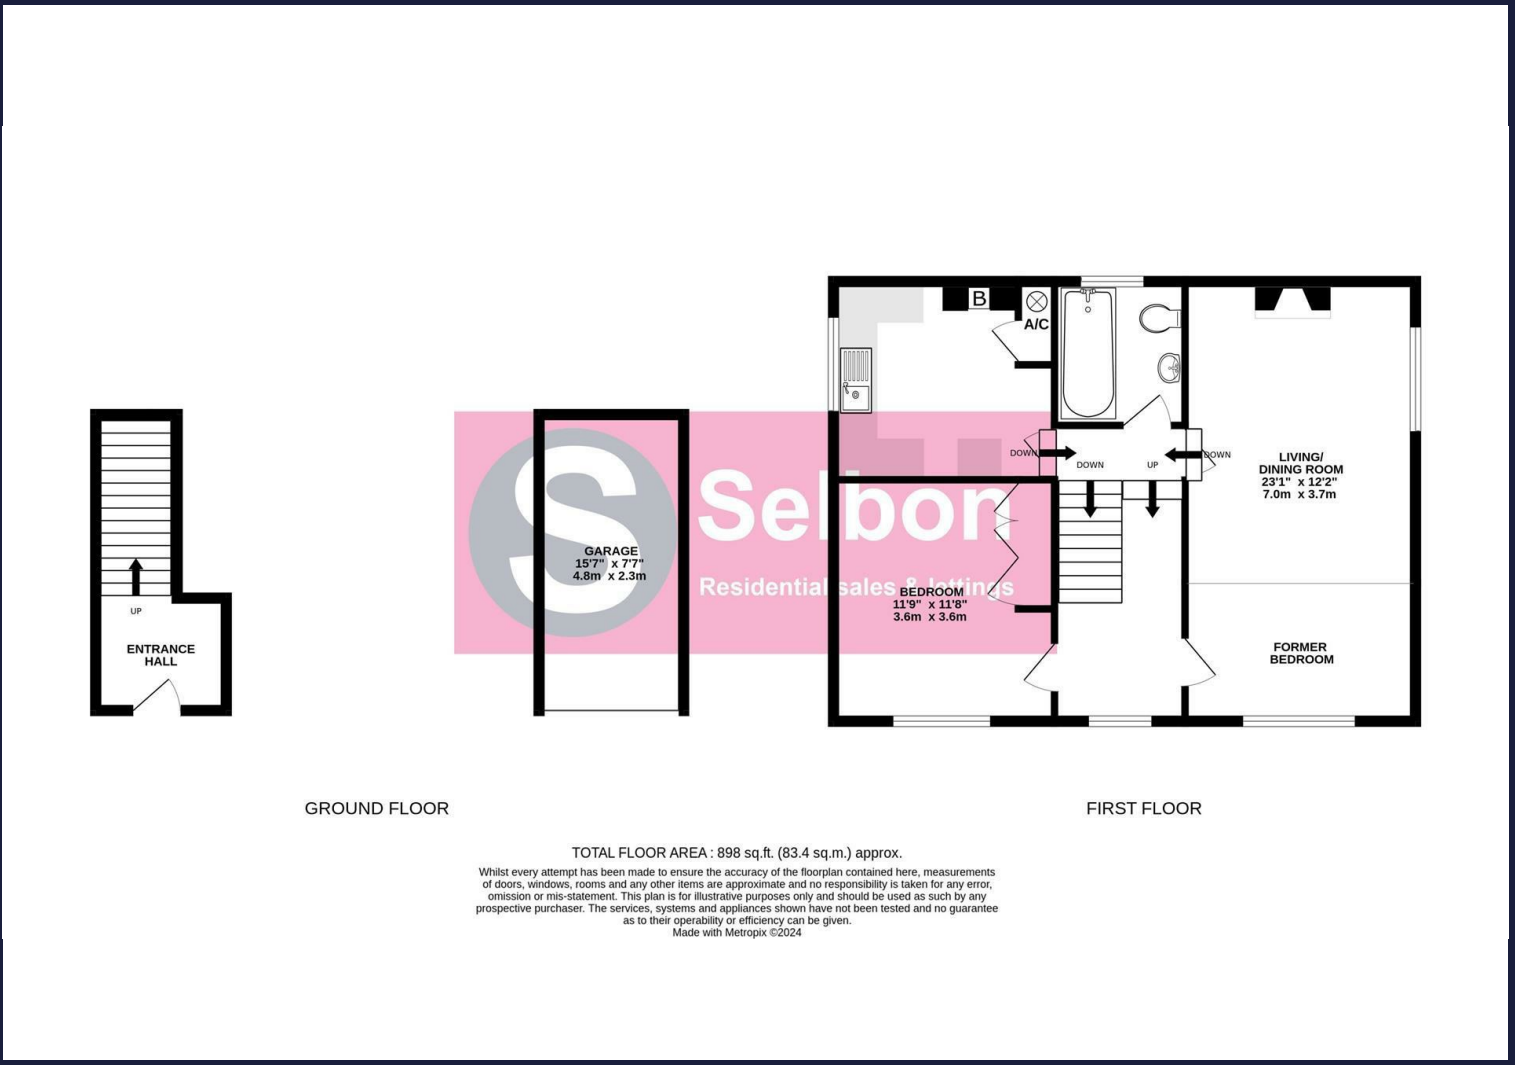 B
A/C
DOWN
DOWN
UP
DOWN
LIVING/
DINING ROOM
23'1" x 12'2"
7.0m x 3.7m
Selbon
Residential sales & lettings
GARAGE
15'7" x 7'7"
4.8m x 2.3m
BEDROOM
11'9" x 11'8"
3.6m x 3.6m
UP
ENTRANCE
HALL
FORMER
BEDROOM
GROUND FLOOR
FIRST FLOOR
TOTAL FLOOR AREA : 898 sq.ft. (83.4 sq.m.) approx.
Whilst every attempt has been made to ensure the accuracy of the floorplan contained here, measurements
of doors, windows, rooms and any other items are approximate and no responsibility is taken for any error,
omission or mis-statement. This plan is for illustrative purposes only and should be used as such by any
prospective purchaser. The services, systems and appliances shown have not been tested and no guarantee
as to their operability or efficiency can be given.
Made with Metropix ©2024